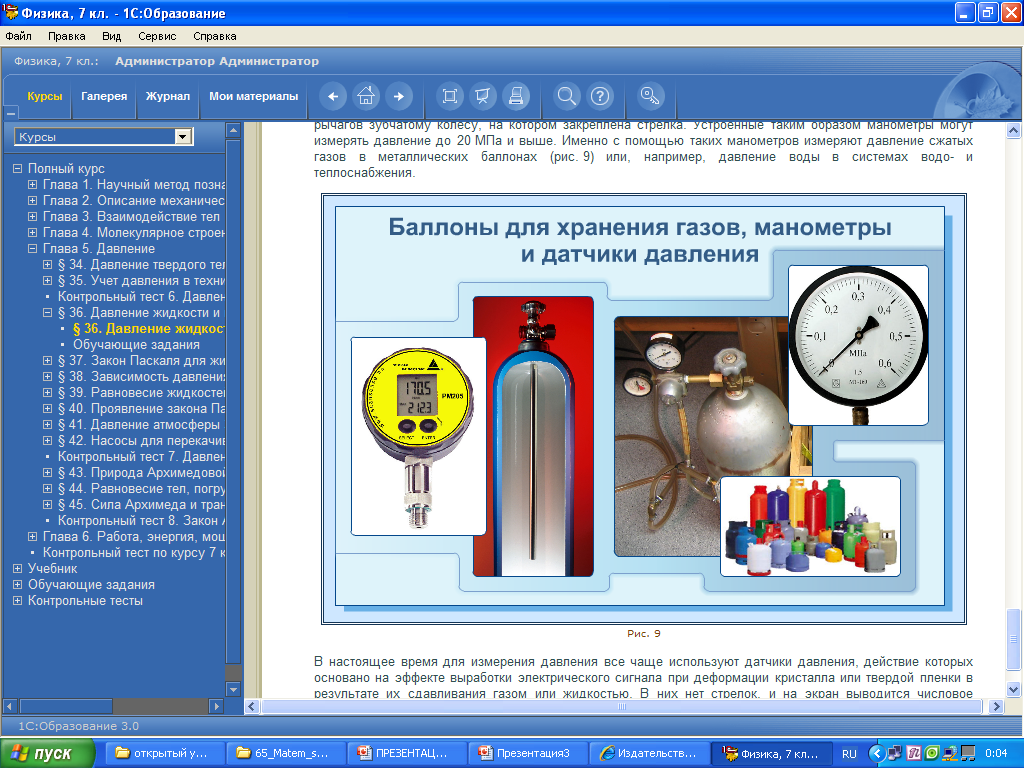 Физика, 7 кл. - 1С:Образование
Файл Правка Вид Сервис Справка
Физика, 7 кл.: Администратор Администратор
Курсы Галерея Журнал Мои материалы
Курсы
Полный курс
Глава 1. Научный метод позна
Глава 2. Описание механичес
Глава 3. Взаимодействие тел
Глава 4. Молекулярное строен
Глава 5. Давление
§ 34. Давление твердого тел
§ 35. Учет давления в техни
Контрольный тест 6. Давлен
§ 36. Давление жидкости и
§ 36. Давление жидкос
Обучающие задания
§ 37. Закон Паскаля для жи
§ 38. Зависимость давлени
§ 39. Равновесие жидкосте
§ 40. Проявление закона Па
§ 41. Давление атмосферы
§ 42. Насосы для перекачив
Контрольный тест 7. Давлен
§ 43. Природа Архимедовой
§ 44. Равновесие тел, погру
§ 45. Сила Архимеда и тран
Контрольный тест 8. Закон
Глава 6. Работа, энергия, мощ
Контрольный тест по курсу 7 к
Учебник
Обучающие задания
Контрольные тесты
рычагов зубчатому колесу, на котором закреплена стрелка. Устроенные таким образом манометры могут
измерять давление до 20 МПа и выше. Именно с помощью таких манометров измеряют давление сжатых
газов в металлических баллонах (рис. 9) или, например, давление воды в системах водо- и
теплоснабжения.
Баллоны для хранения газов, манометры
и датчики давления
170.5
212.3
PM20S
SELECT ENTER
0 0,1 0,2 0,3 0,4 0,5 0,6
МПа
1,5
Рис. 9
В настоящее время для измерения давления все чаще используют датчики давления, действие которых
основано на эффекте выработки электрического сигнала при деформации кристалла или твердой пленки в
результате их сдавливания газом или жидкостью. В них нет стрелок, и на экран выводится числовое
1С:Образование 3.0
пуск
открытый у...
65_Matem_s...
ПРЕЗЕНТАЦ...
Презентация3
Издательств...
Физика, 7 кл...
RU
0:04